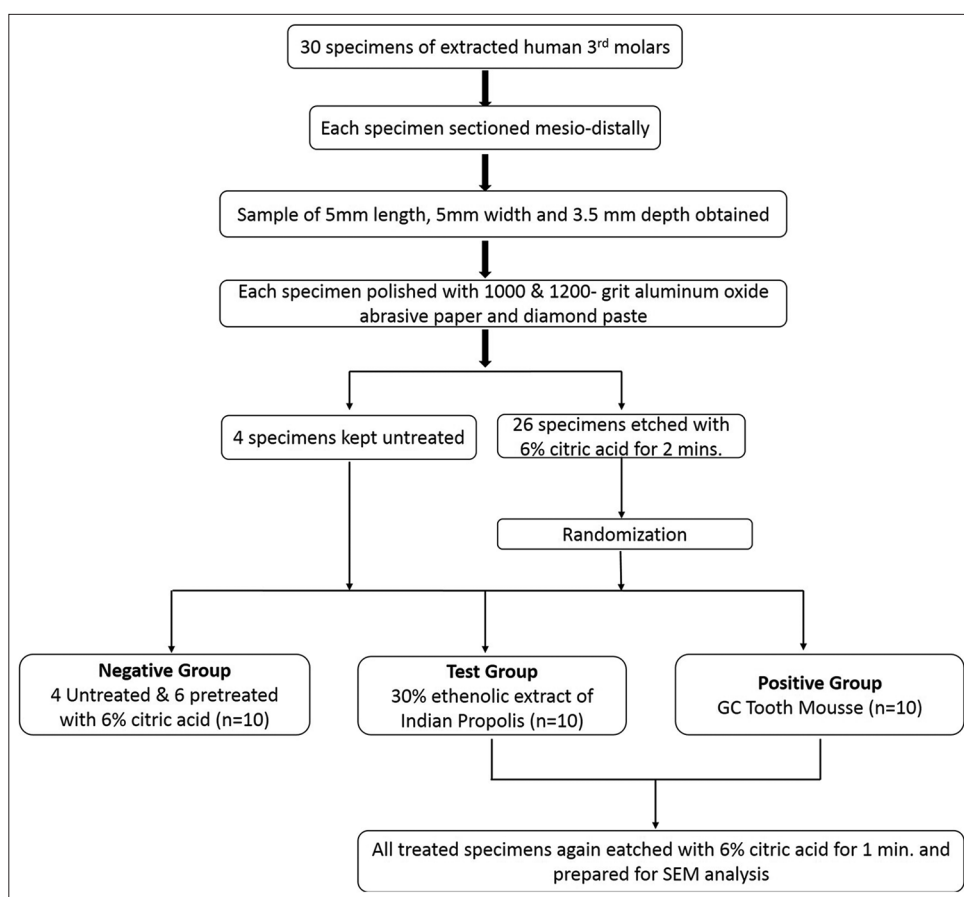 30 specimens of extracted human 3rd molars
Each specimen sectioned mesio-distally
Sample of 5mm length, 5mm width and 3.5 mm depth obtained
Each specimen polished with 1000 & 1200- grit aluminum oxide
abrasive paper and diamond paste
4 specimens kept untreated
26 specimens etched with
6% citric acid for 2 mins.
Randomization
Negative Group
4 Untreated & 6 pretreated
with 6% citric acid (n=10)
Test Group
30% ethenolic extract of
Indian Propolis (n=10)
Positive Group
GC Tooth Mousse (n=10)
All treated specimens again eatched with 6% citric acid for 1 min. and
prepared for SEM analysis